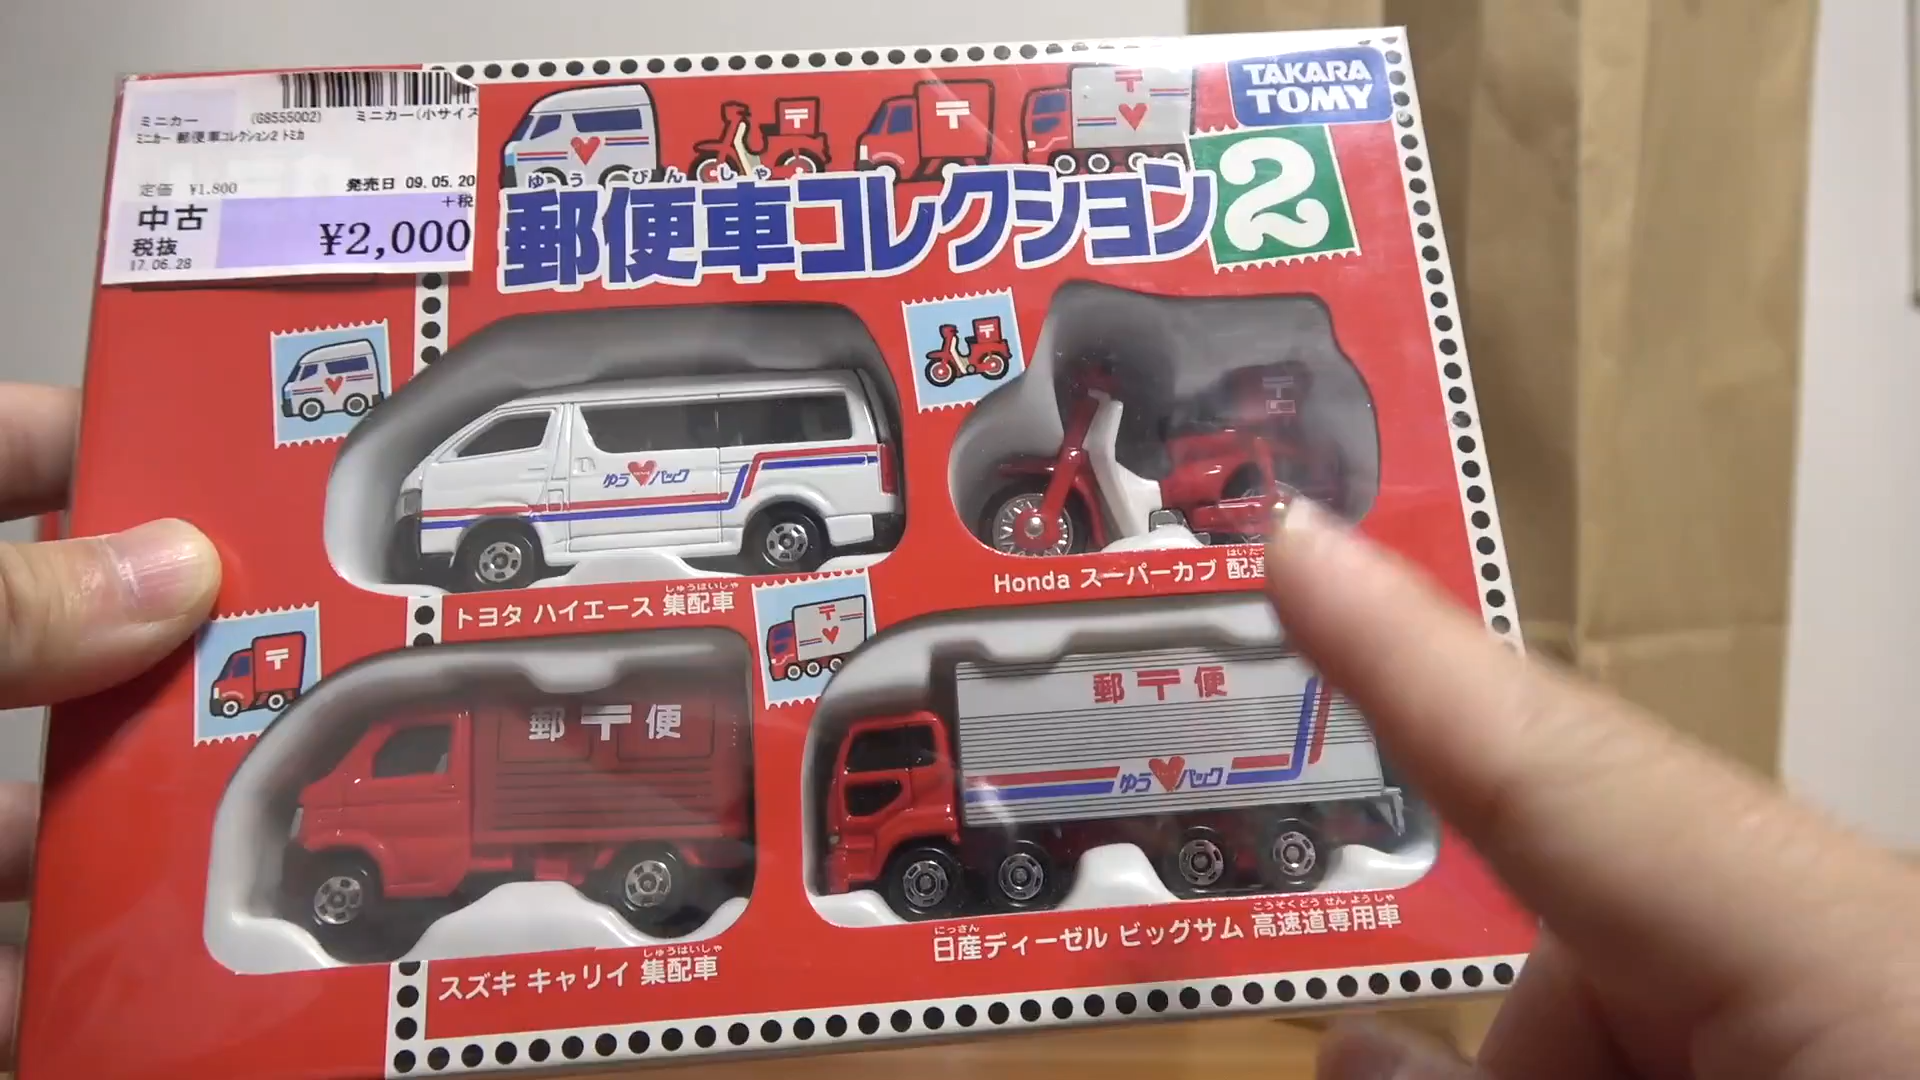 ミニカー (G8555002) ミニカー(小サイズ
ミニカー 郵便車コレクション2 トミカ
定価 ¥1,800 発売日 09.05.20
+税
中古
税抜 ¥2,000
17.06.28
TAKARA
TOMY
ゆうびんしゃ
郵便車コレクション2
ゆうパック
はいた
Honda スーパーカブ 配達
しゅうはいしゃ
トヨタ ハイエース 集配車
郵〒便
郵〒便
ゆうパック
しゅうはいしゃ
スズキ キャリイ 集配車
にっさん こうそくどうせんようしゃ
日産ディーゼル ビッグサム 高速道専用車